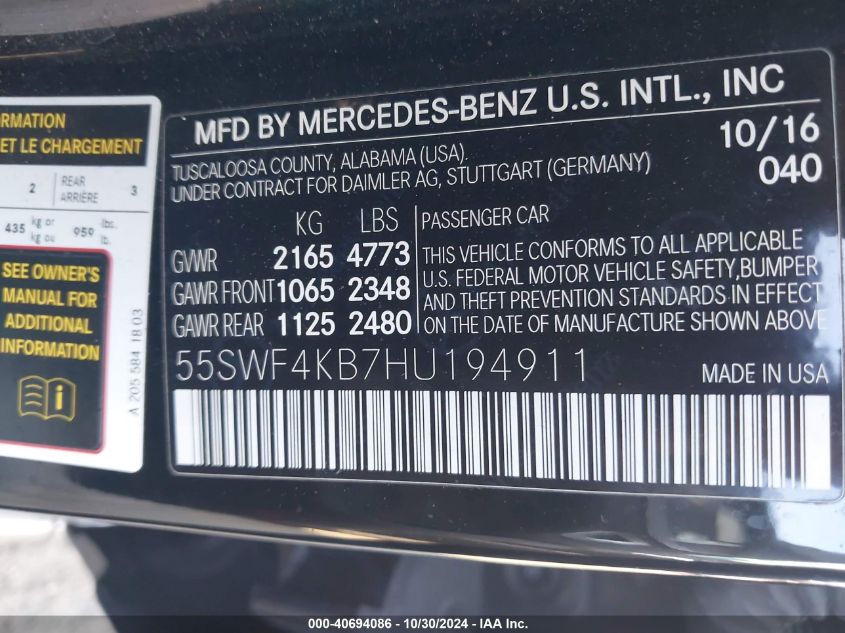 RMATION
ET LE CHARGEMENT
2 REAR 3
ARRIÈRE
435 kg or 959 lbs.
kg ou lb.
SEE OWNER'S
MANUAL FOR
ADDITIONAL
INFORMATION
A 205 584 18 03
MFD BY MERCEDES-BENZ U.S. INTL., INC
TUSCALOOSA COUNTY, ALABAMA (USA). 10/16
UNDER CONTRACT FOR DAIMLER AG, STUTTGART (GERMANY) 040
KG LBS PASSENGER CAR
GVWR 2165 4773 THIS VEHICLE CONFORMS TO ALL APPLICABLE
U.S. FEDERAL MOTOR VEHICLE SAFETY,BUMPER
GAWR FRONT 1065 2348 AND THEFT PREVENTION STANDARDS IN EFFECT
GAWR REAR 1125 2480 ON THE DATE OF MANUFACTURE SHOWN ABOVE
55SWF4KB7HU194911 MADE IN USA
000-40694086 - 10/30/2024 - IAA Inc.